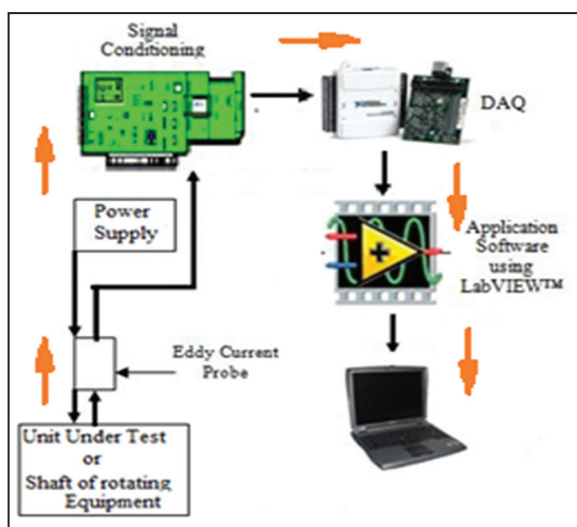 Signal
Conditioning
DAQ
Power
Supply
Application
Software
using
LabVIEW™
Eddy Current
Probe
Unit Under Test
or
Shaft of rotating
Equipment